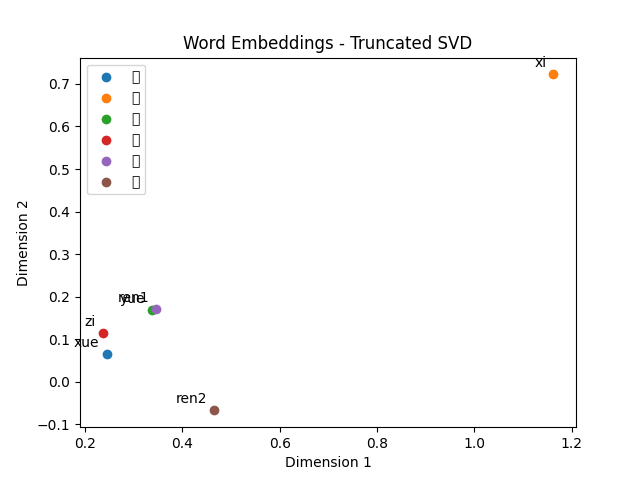 Word Embeddings - Truncated SVD
xi
0.7
0.6
0.5
0.4
Dimension 2
0.3
0.2
ren1
yue
zi
0.1
xue
0.0
ren2
−0.1
0.2
0.4
0.6
0.8
1.0
1.2
Dimension 1